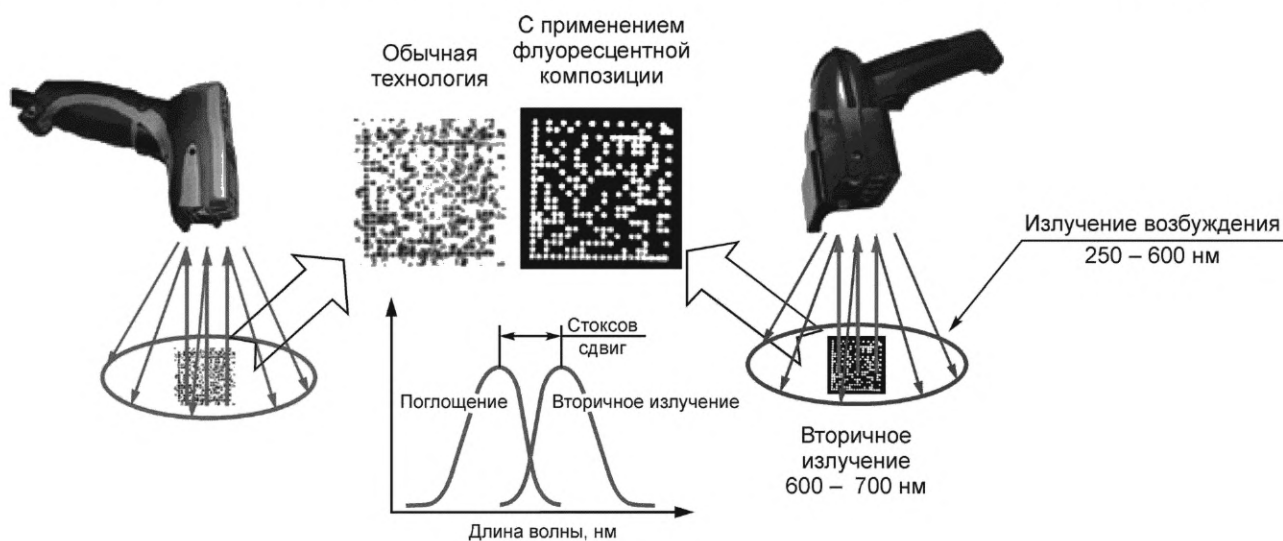 Обычная
технология
С применением
флуоресцентной
композиции
Излучение возбуждения
250 – 600 нм
Стоксов
сдвиг
Поглощение
Вторичное излучение
Вторичное
излучение
600 – 700 нм
Длина волны, нм